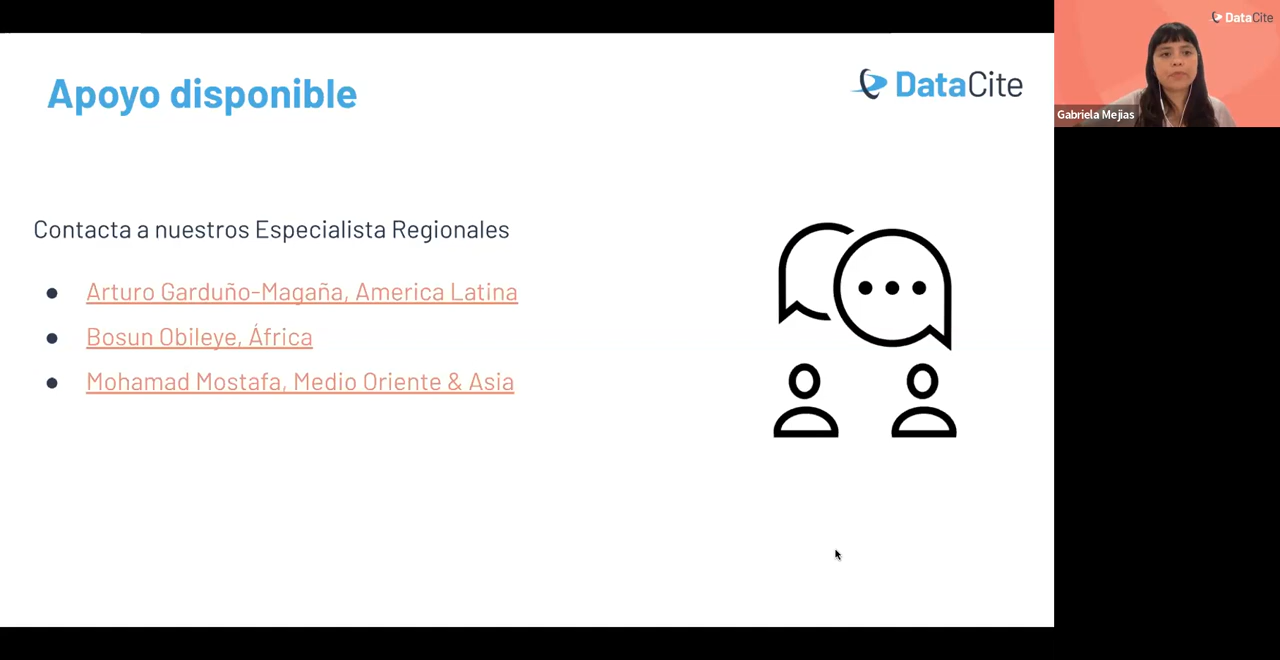 Apoyo disponible
DataCite
Contacta a nuestros Especialista Regionales
Arturo Garduño-Magaña, America Latina
Bosun Obileye, África
Mohamad Mostafa, Medio Oriente & Asia
DataCite
Gabriela Mejias